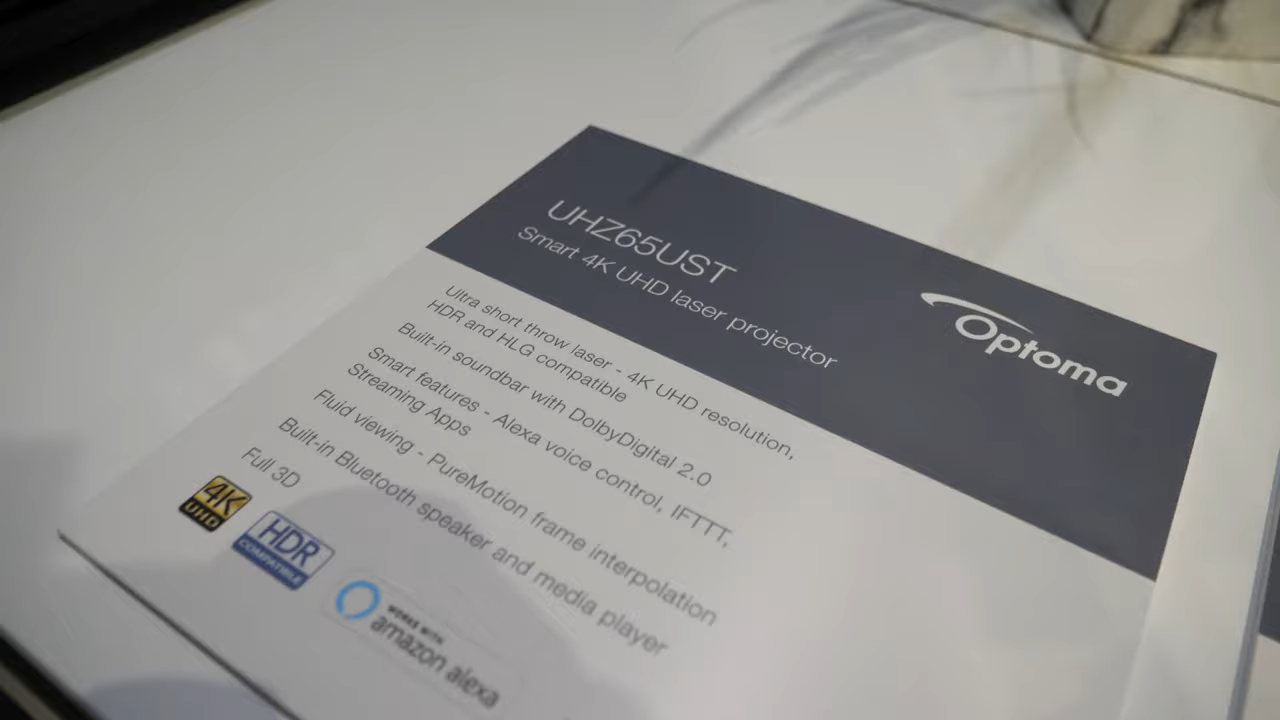 UHZ65UST
Smart 4K UHD laser projector
Optoma
Ultra short throw laser - 4K UHD resolution,
HDR and HLG compatible
Built-in soundbar with DolbyDigital 2.0
Smart features - Alexa voice control, IFTTT,
Streaming Apps
Fluid viewing - PureMotion frame interpolation
Built-in Bluetooth speaker and media player
Full 3D
4K
UHD
HDR
COMPATIBLE
WORKS WITH
amazon alexa